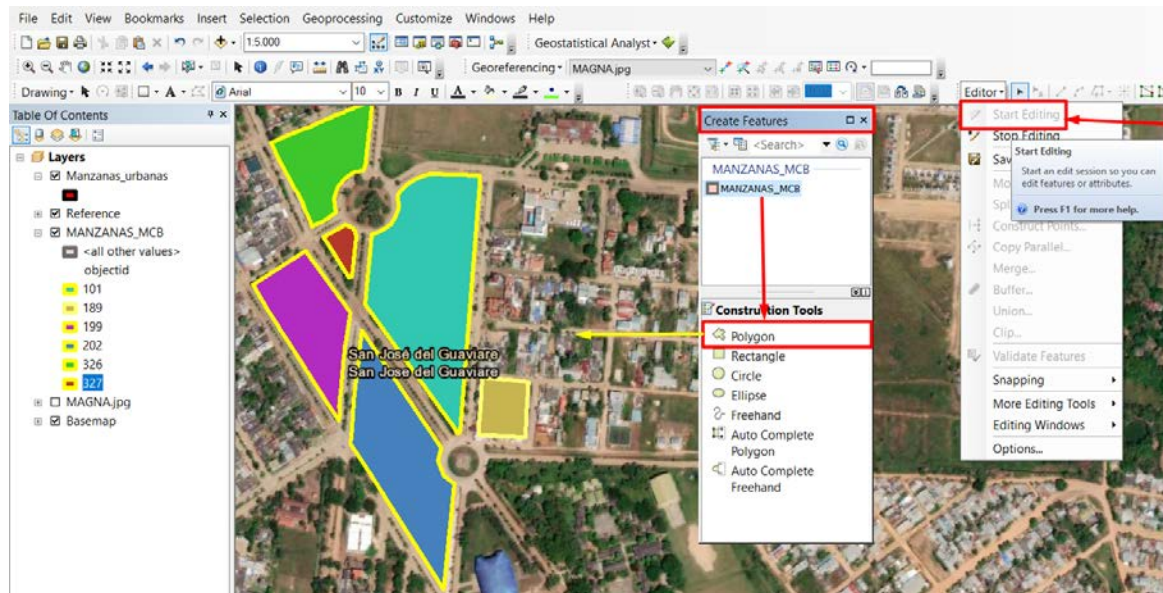 File Edit View Bookmarks Insert Selection Geoprocessing Customize Windows Help
1:5.000
Geostatistical Analyst
Georeferencing MAGNA.jpg
Drawing A Arial 10 B I U A
Editor
Table Of Contents
Layers
Manzanas_urbanas
Reference
MANZANAS_MCB
<all other values>
objectid
101
189
199
202
326
327
MAGNA.jpg
Basemap
San José del Guaviare
San Jose del Guaviare
Create Features
<Search>
MANZANAS_MCB
MANZANAS_MCB
Construction Tools
Polygon
Rectangle
Circle
Ellipse
Freehand
Auto Complete
Polygon
Auto Complete
Freehand
Start Editing
Stop Editing
Start Editing
Start an edit session so you can
edit features or attributes.
Press F1 for more help.
Construct Points...
Copy Parallel...
Merge...
Buffer...
Union...
Clip...
Validate Features
Snapping
More Editing Tools
Editing Windows
Options...